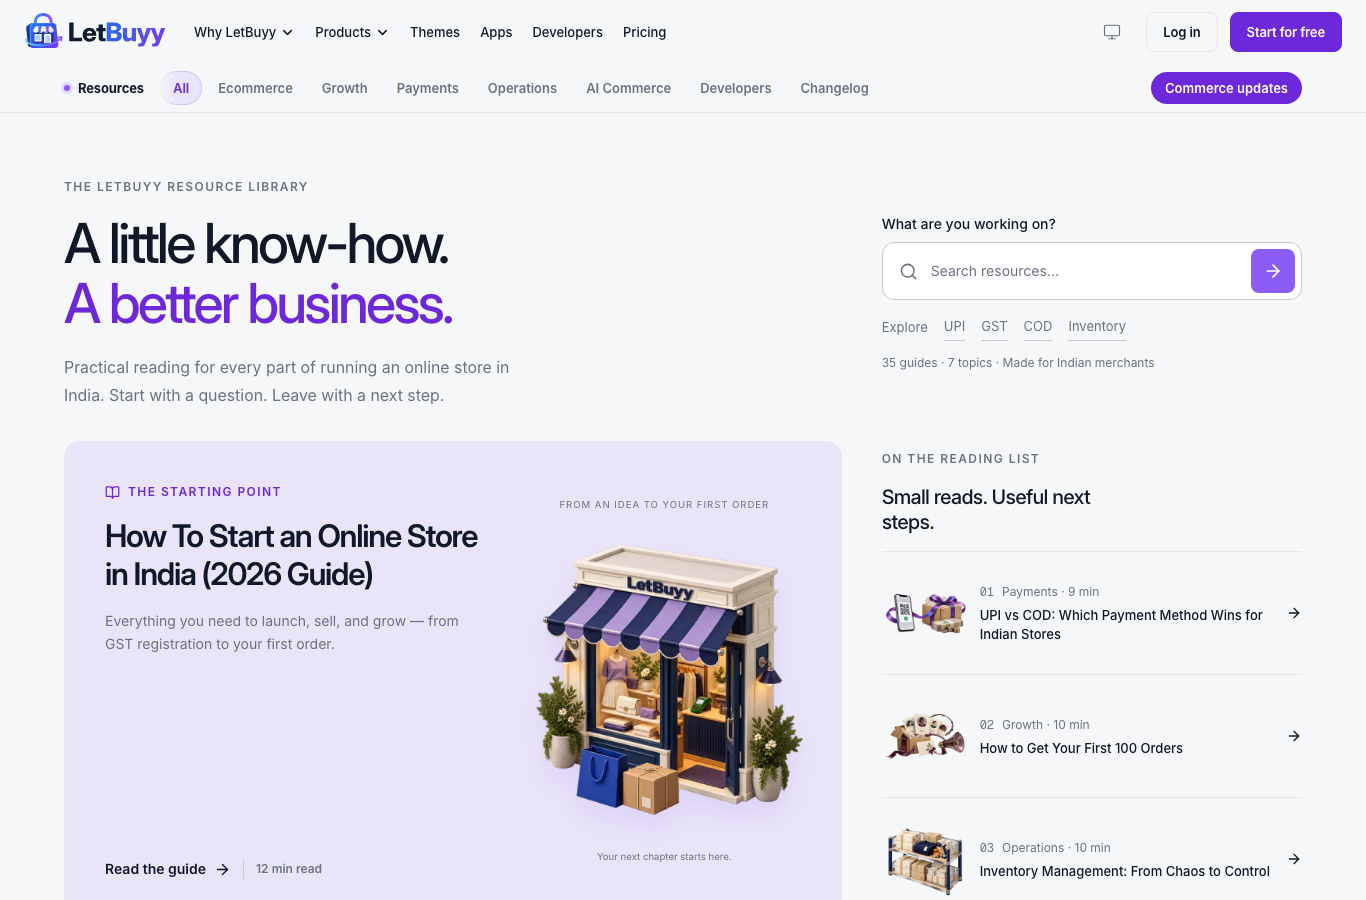 LetBuyy
Why LetBuyy
Products
Themes
Apps
Developers
Pricing
Log in
Start for free
Resources
All
Ecommerce
Growth
Payments
Operations
AI Commerce
Developers
Changelog
Commerce updates
THE LETBUYY RESOURCE LIBRARY
A little know-how.
A better business.
Practical reading for every part of running an online store in
India. Start with a question. Leave with a next step.
What are you working on?
Search resources...
Explore UPI GST COD Inventory
35 guides · 7 topics · Made for Indian merchants
THE STARTING POINT
How To Start an Online Store
in India (2026 Guide)
Everything you need to launch, sell, and grow — from
GST registration to your first order.
Read the guide
12 min read
FROM AN IDEA TO YOUR FIRST ORDER
LetBuyy
Your next chapter starts here.
ON THE READING LIST
Small reads. Useful next
steps.
01 Payments · 9 min
UPI vs COD: Which Payment Method Wins for
Indian Stores
02 Growth · 10 min
How to Get Your First 100 Orders
03 Operations · 10 min
Inventory Management: From Chaos to Control